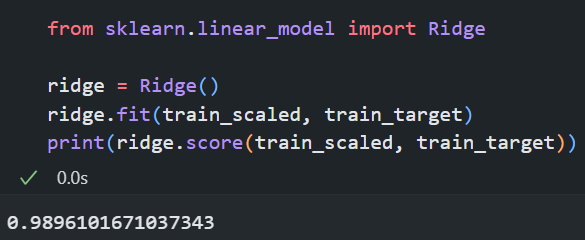 from sklearn.linear_model import Ridge
ridge = Ridge()
ridge.fit(train_scaled, train_target)
print(ridge.score(train_scaled, train_target))
0.0s
0.9896101671037343